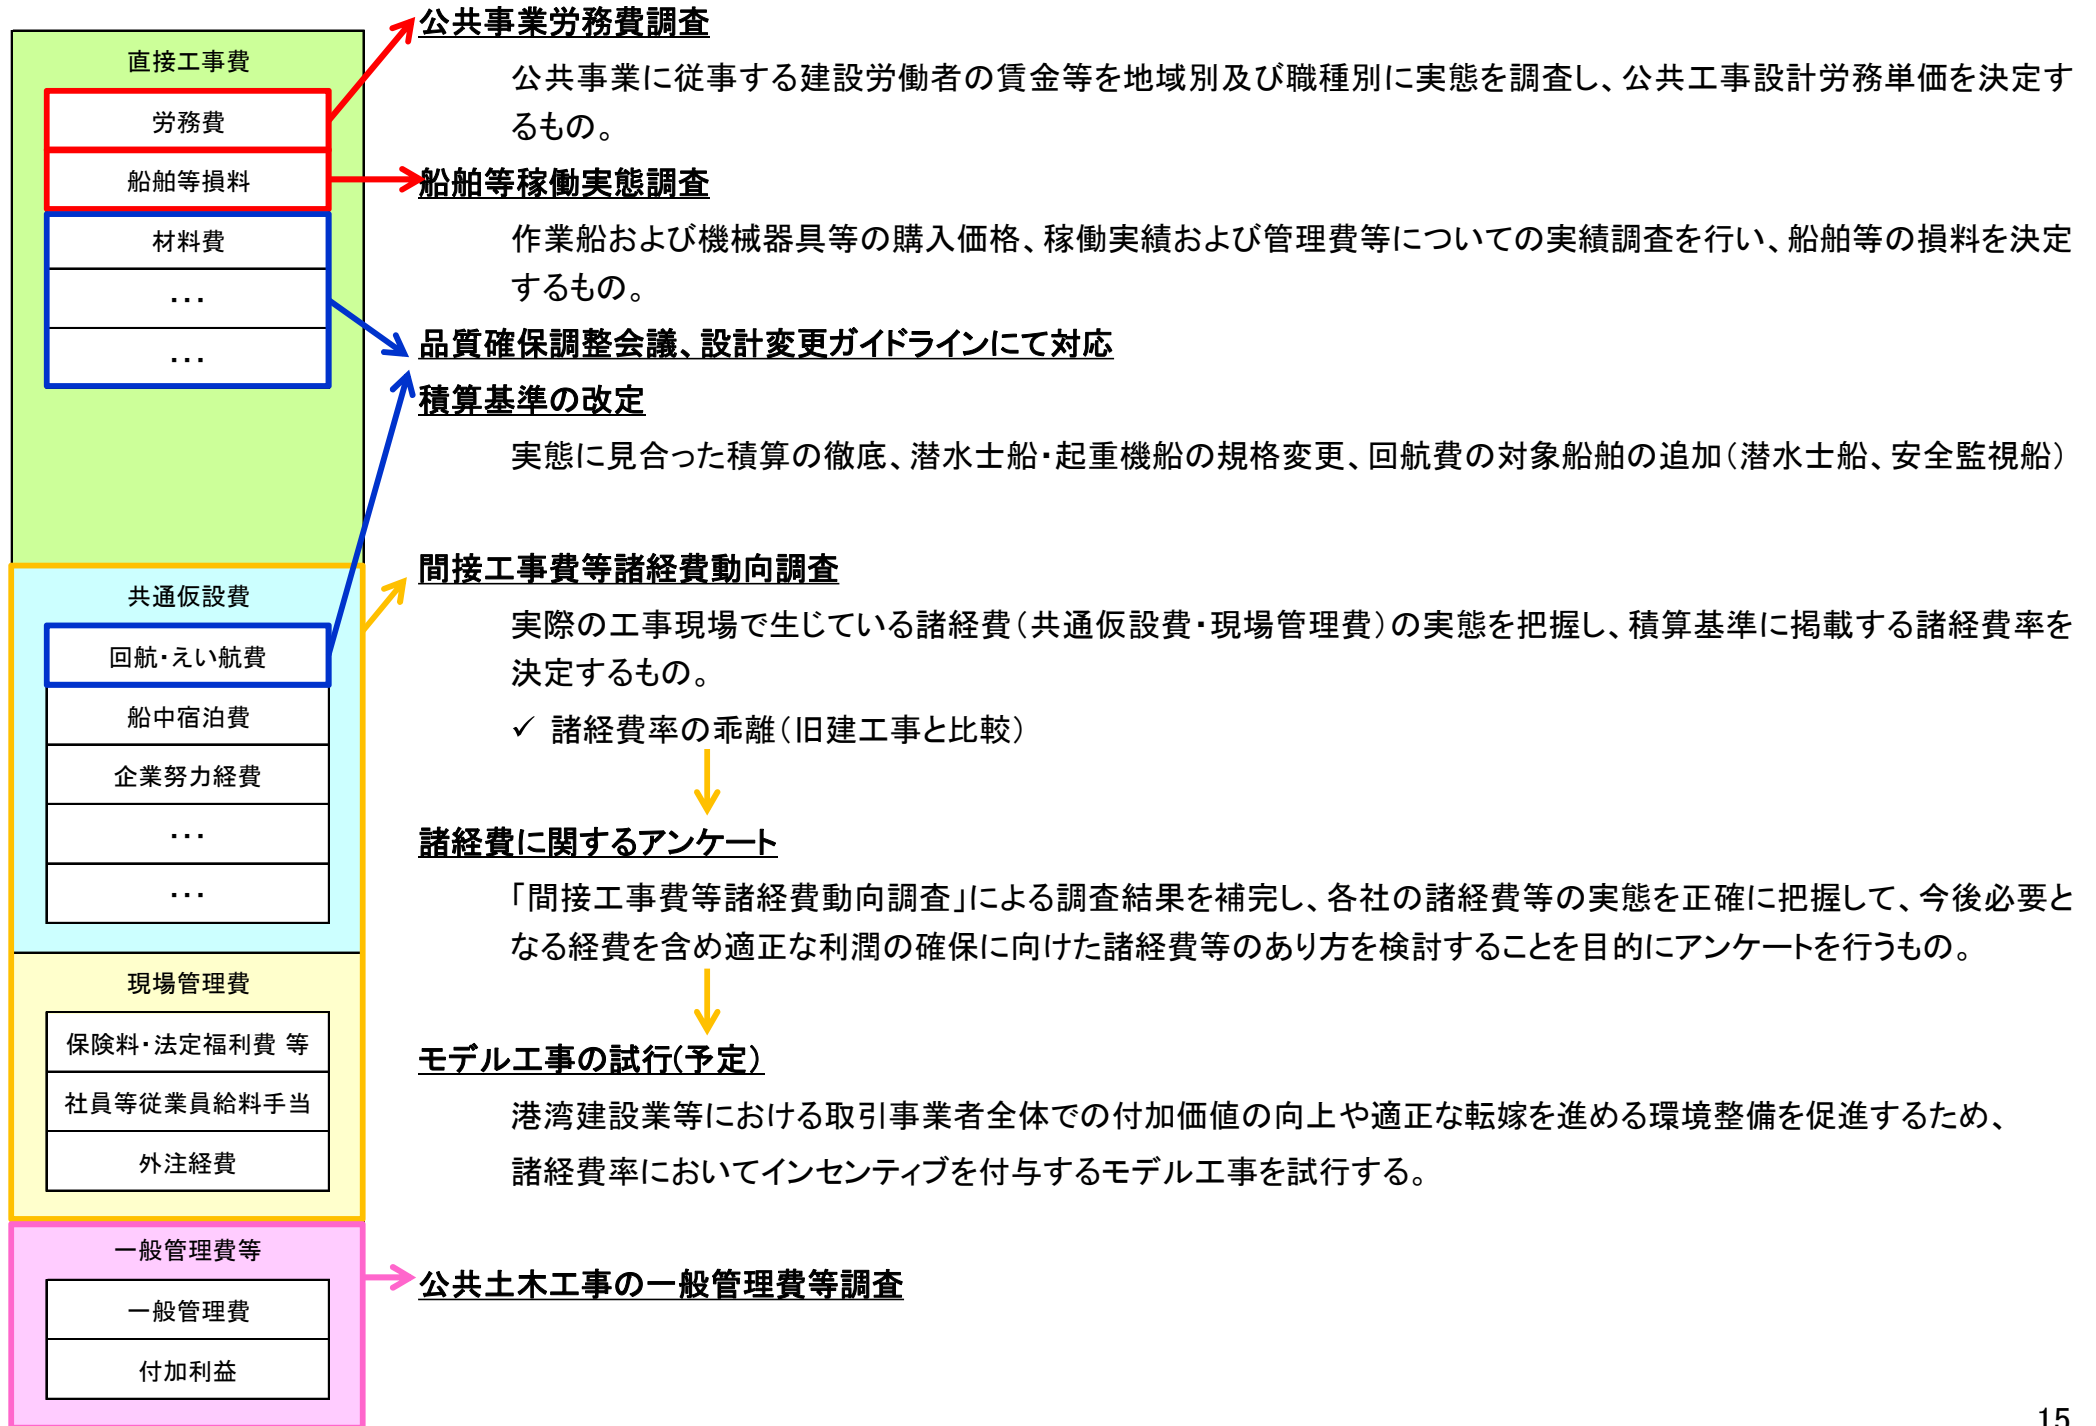 直接工事費
労務費
船舶等損料
材料費
・・・
・・・
共通仮設費
回航・えい航費
船中宿泊費
企業努力経費
・・・
・・・
現場管理費
保険料・法定福利費 等
社員等従業員給料手当
外注経費
一般管理費等
一般管理費
付加利益
公共事業労務費調査
公共事業に従事する建設労働者の賃金等を地域別及び職種別に実態を調査し、公共工事設計労務単価を決定す
るもの。
船舶等稼働実態調査
作業船および機械器具等の購入価格、稼働実績および管理費等についての実績調査を行い、船舶等の損料を決定
するもの。
品質確保調整会議、設計変更ガイドラインにて対応
積算基準の改定
実態に見合った積算の徹底、潜水士船・起重機船の規格変更、回航費の対象船舶の追加（潜水士船、安全監視船）
間接工事費等諸経費動向調査
実際の工事現場で生じている諸経費（共通仮設費・現場管理費）の実態を把握し、積算基準に掲載する諸経費率を
決定するもの。
✓ 諸経費率の乖離（旧建工事と比較）
諸経費に関するアンケート
「間接工事費等諸経費動向調査」による調査結果を補完し、各社の諸経費等の実態を正確に把握して、今後必要と
なる経費を含め適正な利潤の確保に向けた諸経費等のあり方を検討することを目的にアンケートを行うもの。
モデル工事の試行(予定）
港湾建設業等における取引事業者全体での付加価値の向上や適正な転嫁を進める環境整備を促進するため、
諸経費率においてインセンティブを付与するモデル工事を試行する。
公共土木工事の一般管理費等調査
15